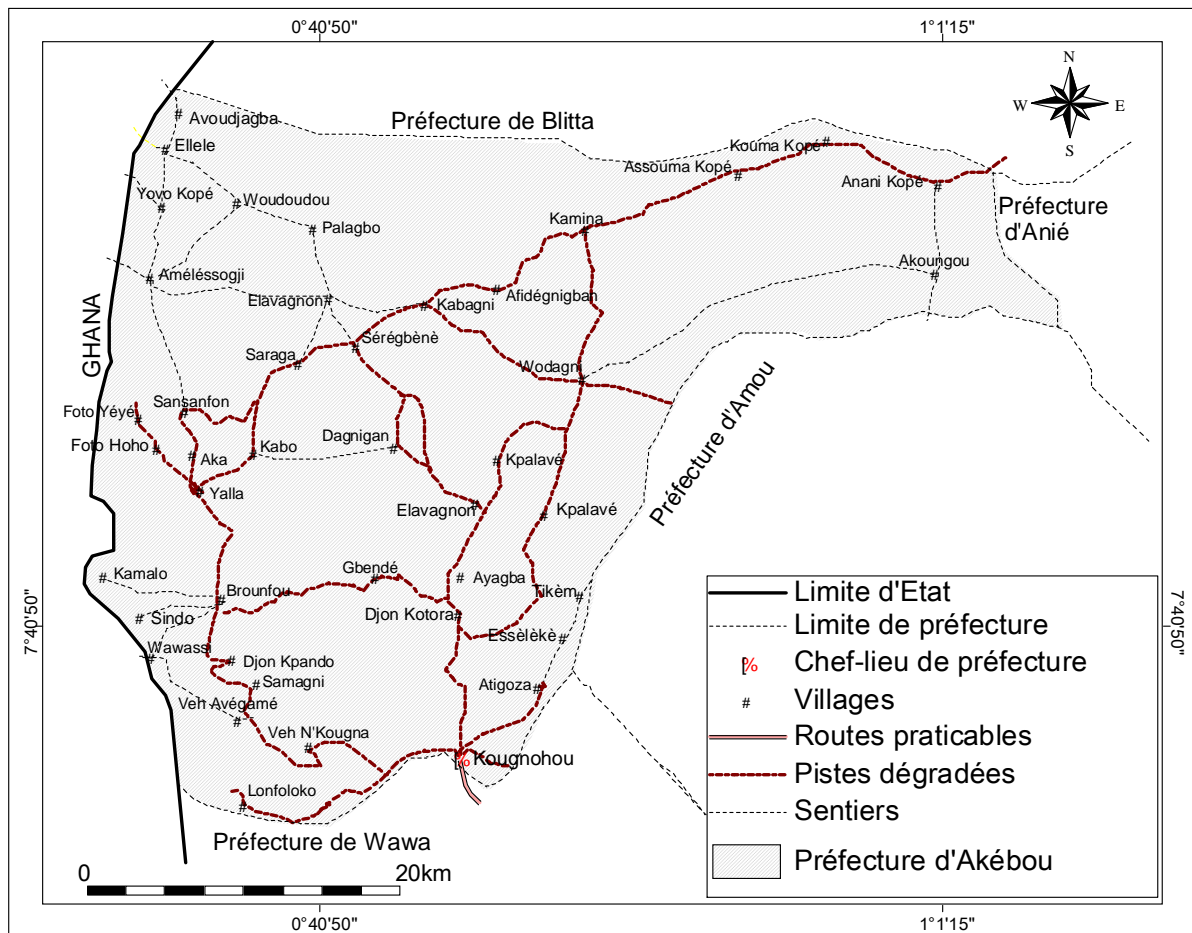 0°40'50"
1°1'15"
N
W
E
S
Préfecture de Blitta
Avoudjagba
Ellele
Kouma Kopé
Assouma Kopé
Anani Kopé
Yovo Kopé
Woudoudou
Palagbo
Kamina
Préfecture
d'Anié
Akoungou
Améléssogji
Elavagnon
Afidégnigbah
Kabagni
GHANA
Sérégbènè
Saraga
Wodagni
Sansanfon
Foto Yéyé
Foto Hoho
Aka
Kabo
Dagnigan
Kpalavé
Préfecture d'Amou
Yalla
Elavagnon
Kpalavé
Kamalo
Gbendé
Ayagba
Tikèm
Brounfou
Sindo
Djon Kotora
Essèlèkè
7°40'50"
7°40'50"
Wawassi
Djon Kpando
Samagni
Atigoza
Veh Avégamé
Veh N'Kougna
Kougnohou
Lonfoloko
Préfecture de Wawa
0
20km
Limite d'Etat
Limite de préfecture
Chef-lieu de préfecture
Villages
Routes praticables
Pistes dégradées
Sentiers
Préfecture d'Akébou
0°40'50"
1°1'15"